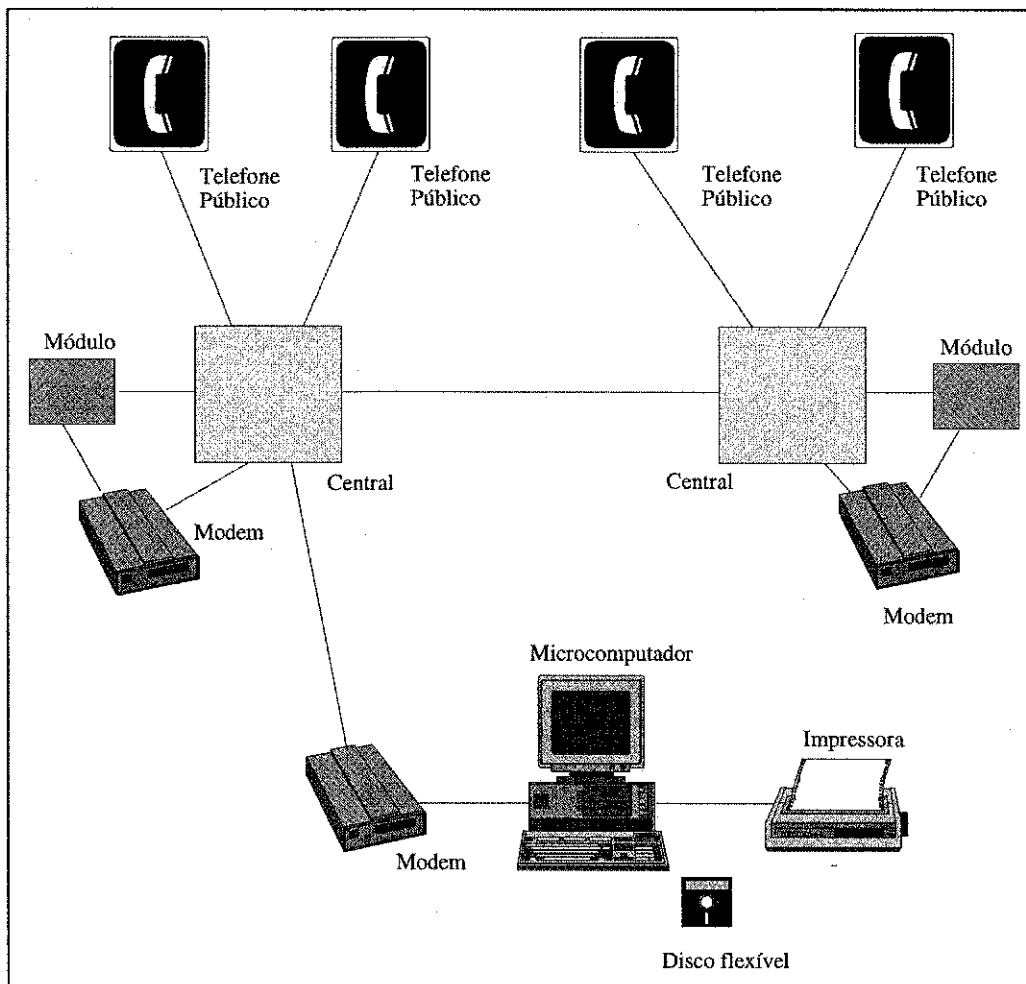 Telefone
Público
Telefone
Público
Telefone
Público
Telefone
Público
Módulo
Módulo
Central
Central
Modem
Modem
Microcomputador
Impressora
Modem
Disco flexível